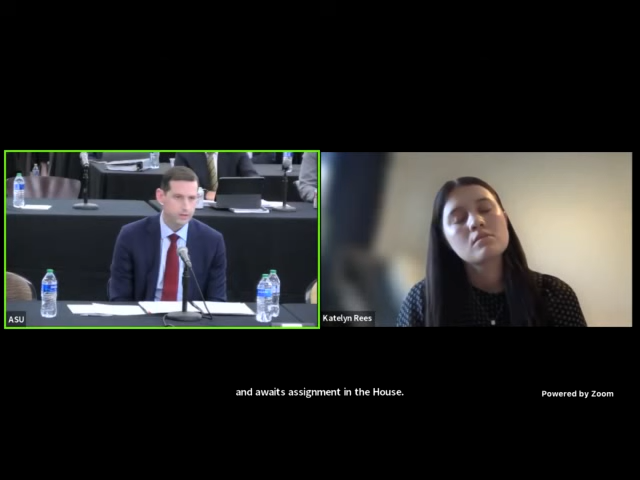 ASU
Katelyn Rees
and awaits assignment in the House.
Powered by Zoom